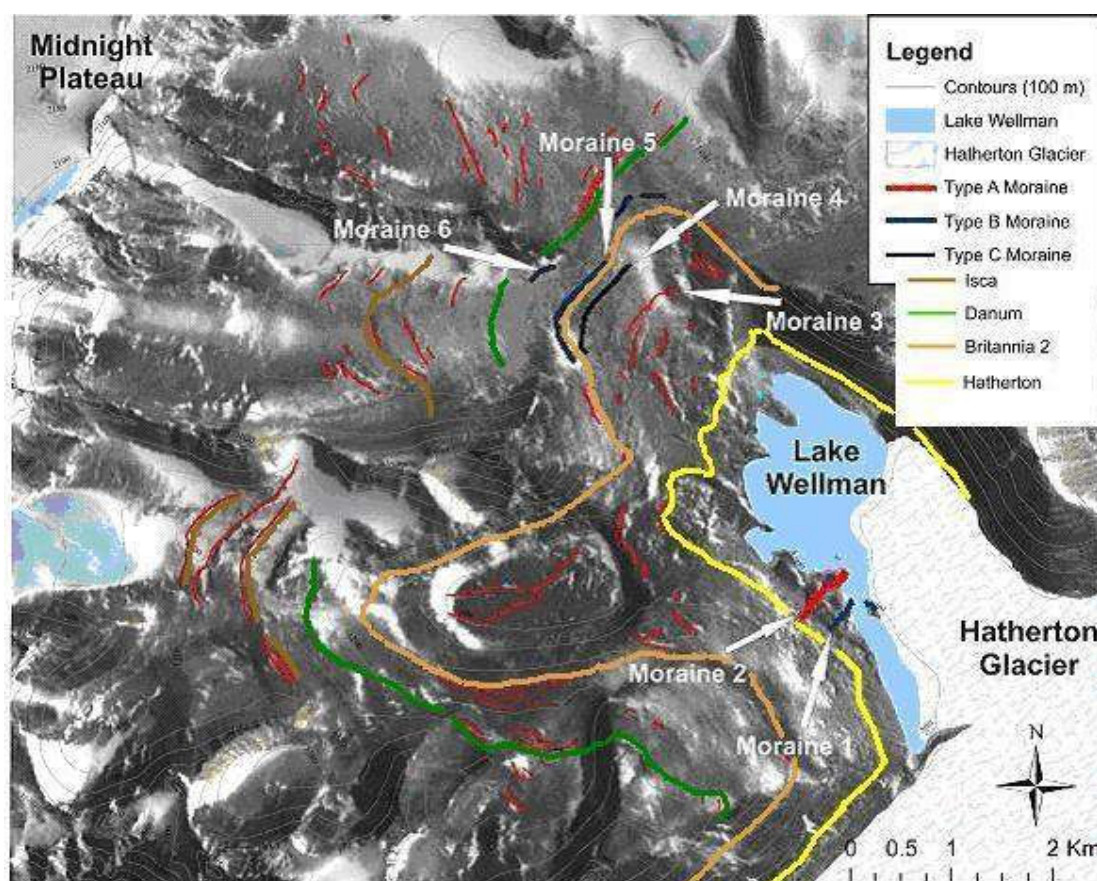 Midnight
Plateau
Legend
Contours (100 m)
Lake Wellman
Hatherton Glacier
Type A Moraine
Type B Moraine
Type C Moraine
Isca
Danum
Britannia 2
Hatherton
Moraine 5
Moraine 4
Moraine 6
Moraine 3
Lake
Wellman
Hatherton
Glacier
Moraine 2
Moraine 1
N
0 0.5 1 2 Km